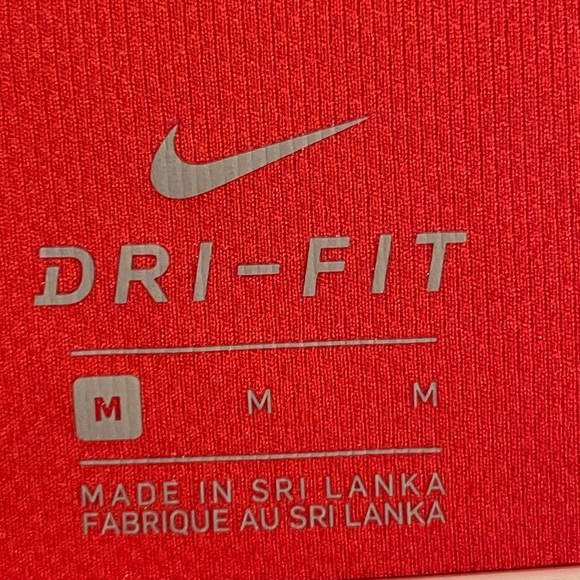 DRI-FIT
M M M
MADE IN SRI LANKA
FABRIQUE AU SRI LANKA